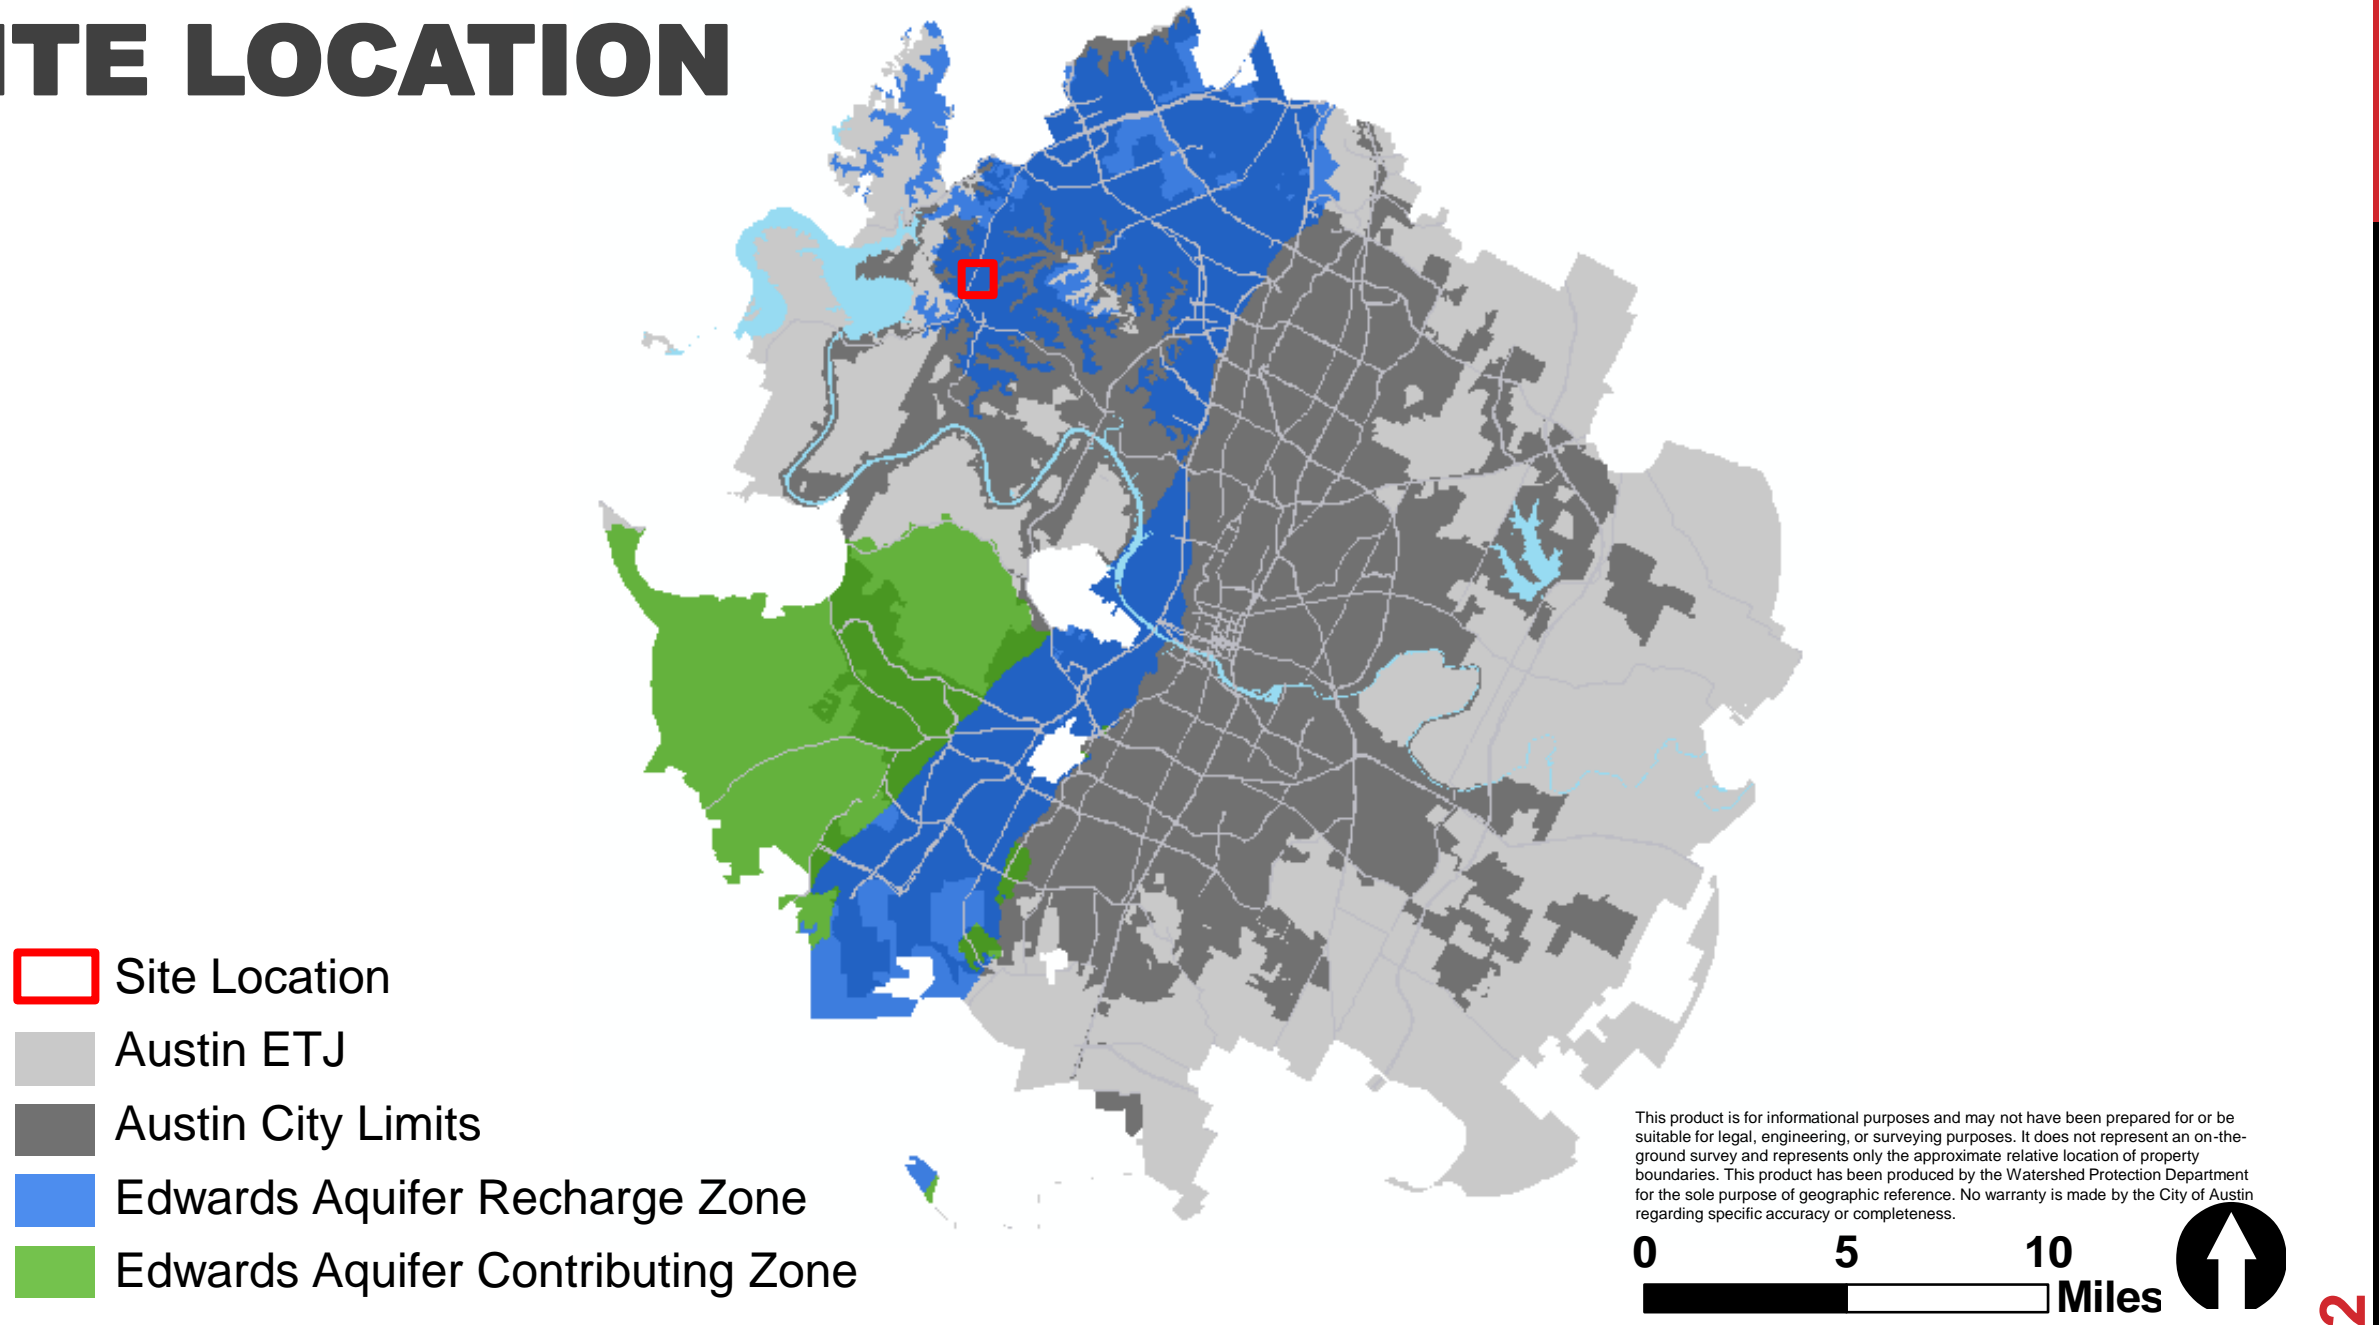 ITE LOCATION
Site Location
Austin ETJ
Austin City Limits
Edwards Aquifer Recharge Zone
Edwards Aquifer Contributing Zone
This product is for informational purposes and may not have been prepared for or be
suitable for legal, engineering, or surveying purposes. It does not represent an on-the-
ground survey and represents only the approximate relative location of property
boundaries. This product has been produced by the Watershed Protection Department
for the sole purpose of geographic reference. No warranty is made by the City of Austin
regarding specific accuracy or completeness.
0 5 10
Miles
2